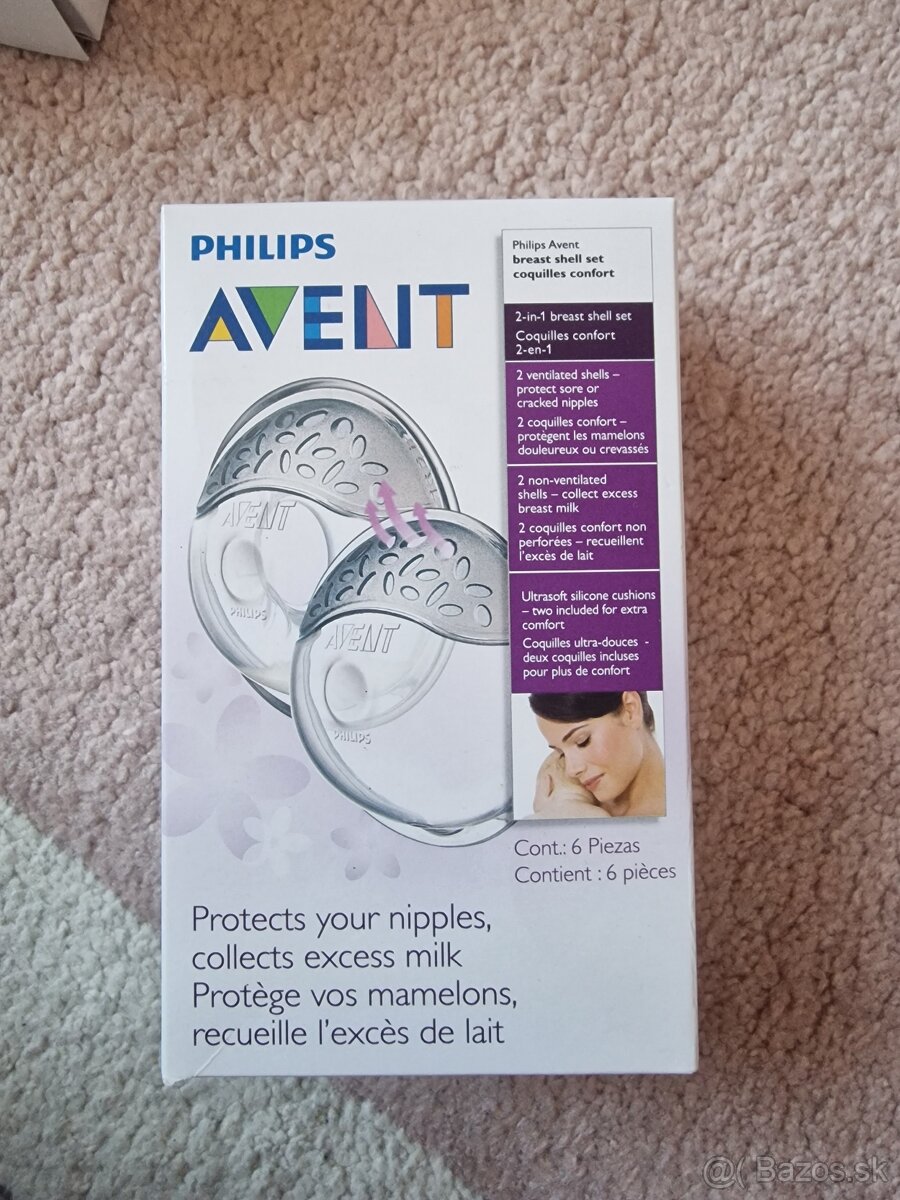 PHILIPS
AVENT
Philips Avent
breast shell set
coquilles confort
2-in-1 breast shell set
Coquilles confort
2-en-1
2 ventilated shells –
protect sore or
cracked nipples
2 coquilles confort –
protègent les mamelons
douleureux ou crevassés
2 non-ventilated
shells – collect excess
breast milk
2 coquilles confort non
perforées – recueillent
l'excès de lait
Ultrasoft silicone cushions
– two included for extra
comfort
Coquilles ultra-douces -
deux coquilles incluses
pour plus de confort
AVENT
PHILIPS
AVENT
PHILIPS
Cont.: 6 Piezas
Contient : 6 pièces
Protects your nipples,
collects excess milk
Protège vos mamelons,
recueille l'excès de lait
@( Bazos.sk